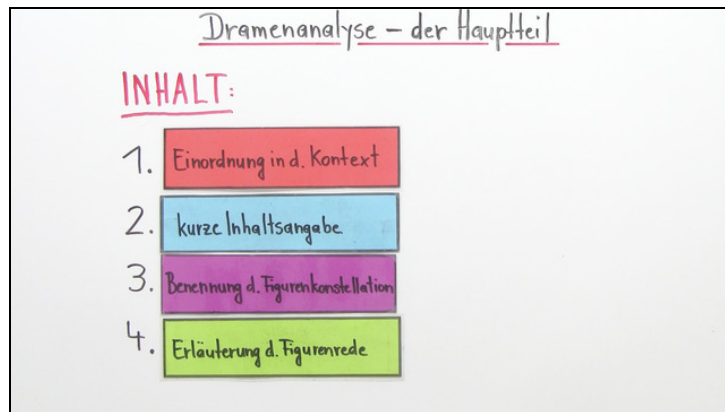 Dramenanalyse – der Hauptteil
INHALT:
1. Einordnung in d. Kontext
2. kurze Inhaltsangabe
3. Benennung d. Figurenkonstellation
4. Erläuterung d. Figurenrede